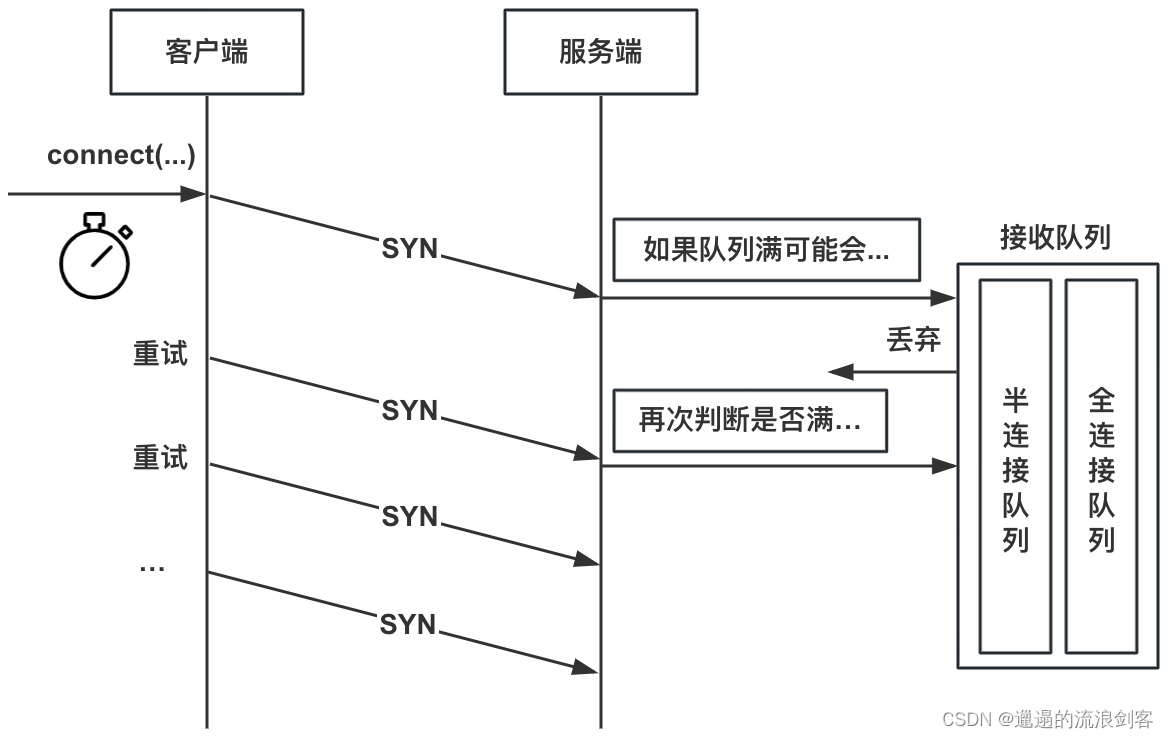 客户端
服务端
connect(...)
SYN
如果队列满可能会...
接收队列
丢弃
重试
SYN
再次判断是否满...
重试
SYN
...
SYN
半连接队列
全连接队列
CSDN @邋遢的流浪剑客